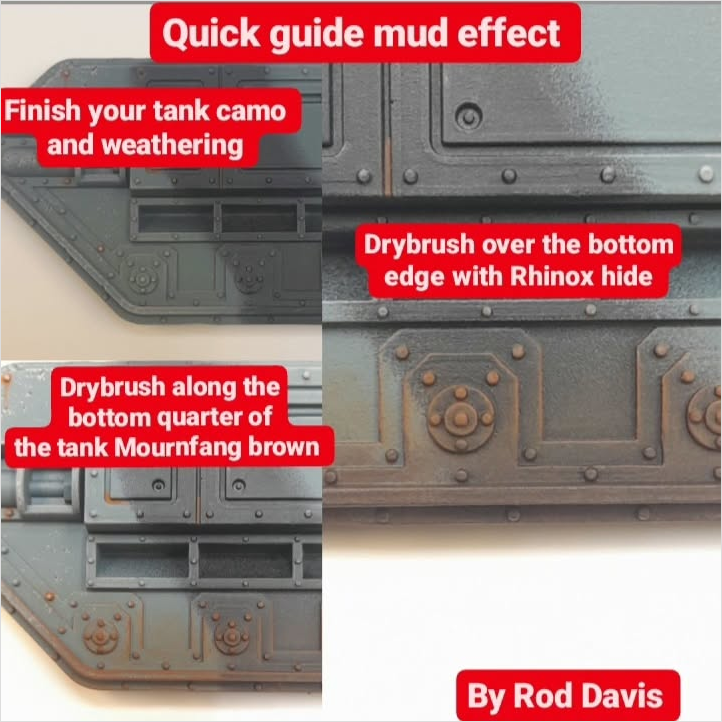 Quick guide mud effect
Finish your tank camo
and weathering
Drybrush along the
bottom quarter of
the tank Mournfang brown
Drybrush over the bottom
edge with Rhinox hide
By Rod Davis